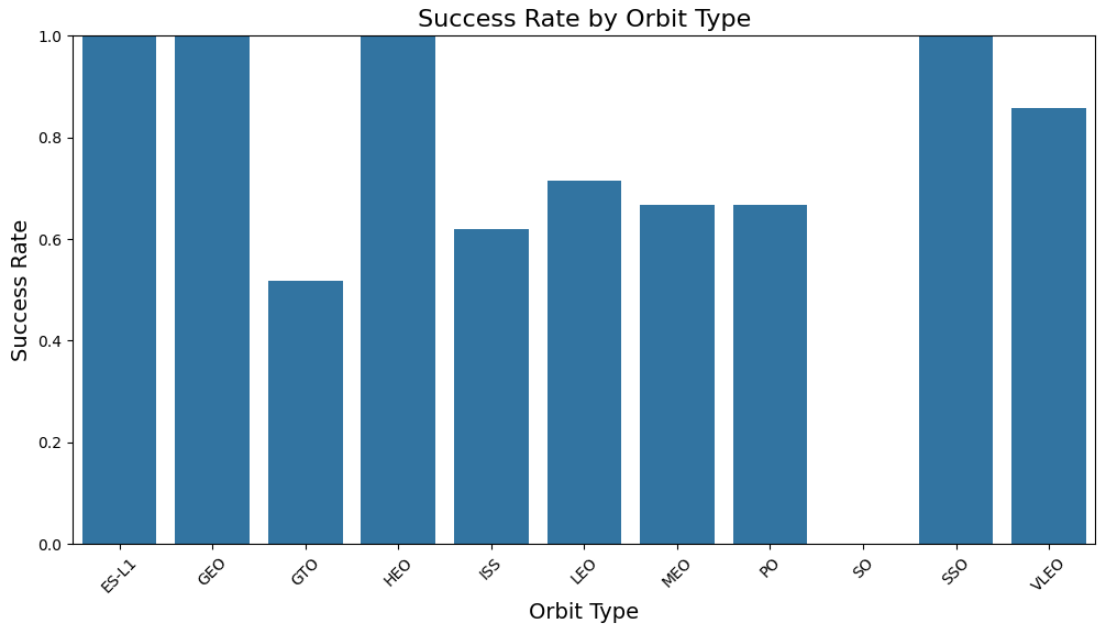 Success Rate by Orbit Type
1.0
0.8
0.6
0.4
0.2
0.0
Success Rate
ES-L1
GEO
GTO
HEO
ISS
LEO
MEO
PO
SO
SSO
VLEO
Orbit Type